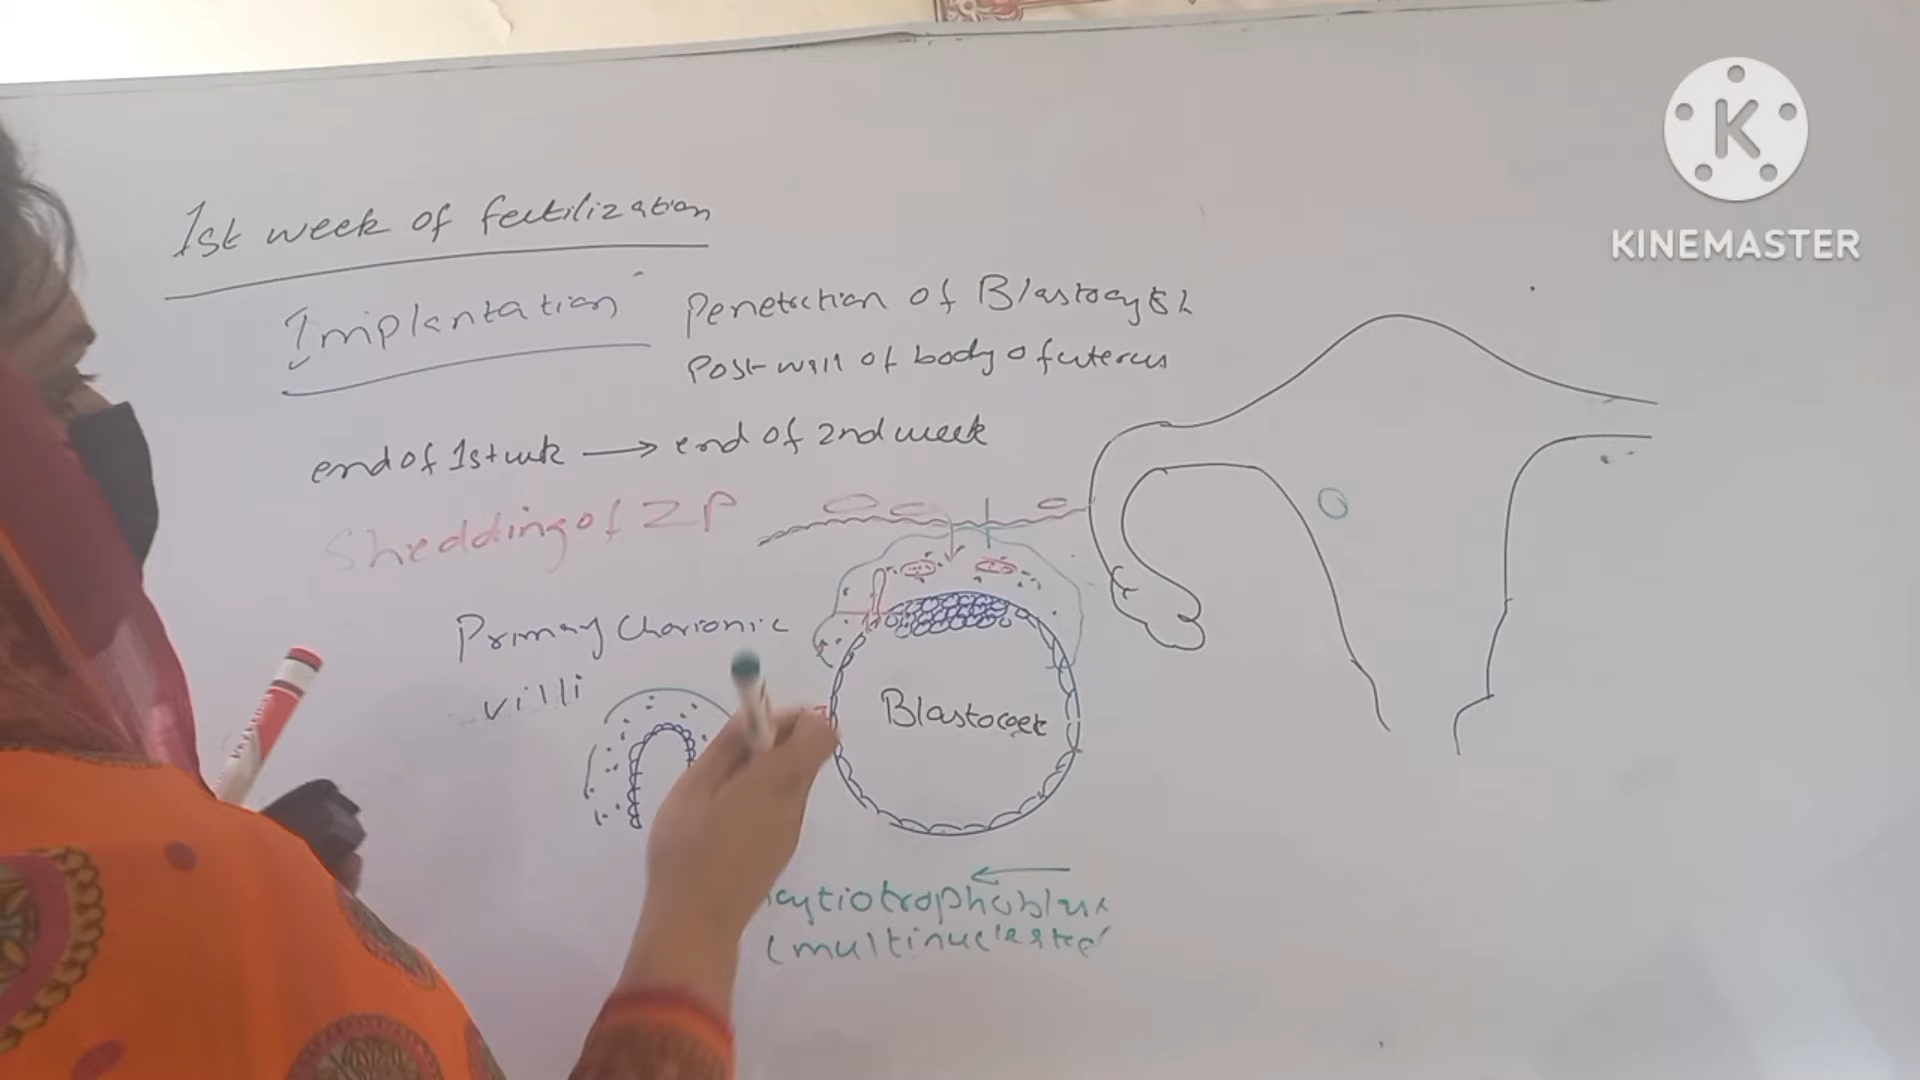 1st week of fertilization
Implantation
Penetration of Blastocyst
Post wall of body of uterus
end of 1st wk → end of 2nd week
Shedding of ZP
Primary Chorionic
villi
Blastocoel
cytiotrophoblast
(multinucleated
K
KINEMASTER